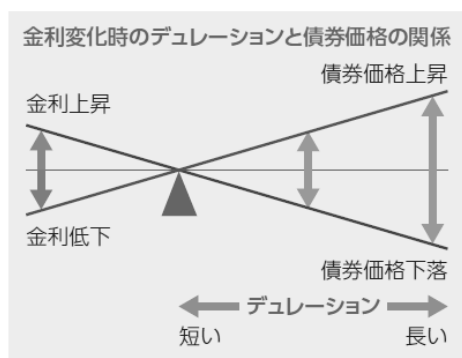 金利変化時のデュレーションと債券価格の関係
債券価格上昇
金利上昇
金利低下
債券価格下落
デュレーション
短い
長い